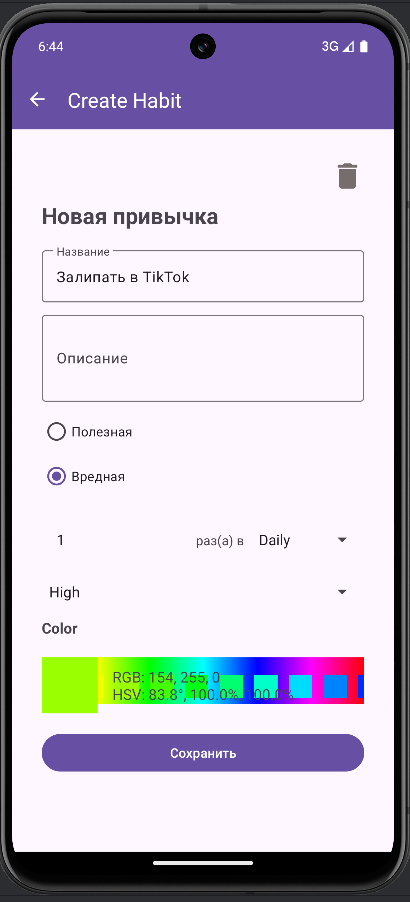 6:44 3G
Create Habit
Новая привычка
Название
Залипать в TikTok
Описание
Полезная
Вредная
1 раз(а) в Daily
High
Color
RGB: 154, 255, 0
HSV: 83.8°, 100.0%, 100.0%
Сохранить